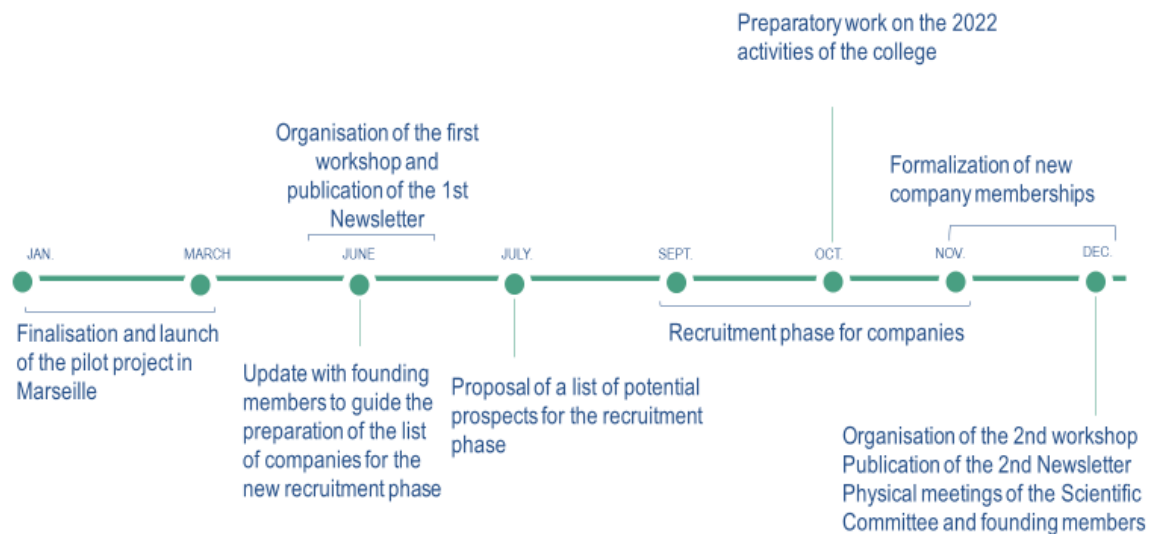 Preparatory work on the 2022
activities of the college
Organisation of the first
workshop and
publication of the 1st
Newsletter
Formalization of new
company memberships
JAN.
MARCH
JUNE
JULY.
SEPT.
OCT.
NOV.
DEC.
Finalisation and launch
of the pilot project in
Marseille
Update with founding
members to guide the
preparation of the list
of companies for the
new recruitment phase
Proposal of a list of potential
prospects for the recruitment
phase
Recruitment phase for companies
Organisation of the 2nd workshop
Publication of the 2nd Newsletter
Physical meetings of the Scientific
Committee and founding members